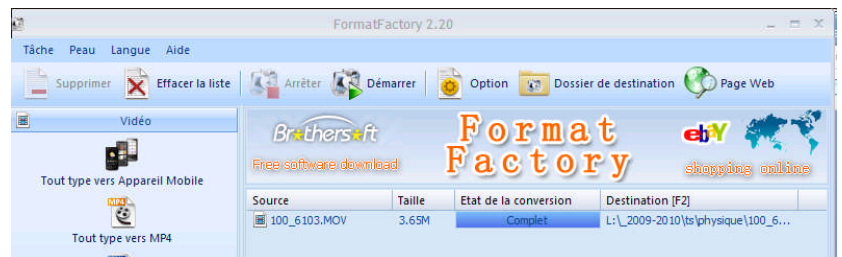 FormatFactory 2.20
Tâche Peau Langue Aide
Supprimer Effacer la liste Arrêter Démarrer Option Dossier de destination Page Web
Vidéo
Tout type vers Appareil Mobile
MP4
Tout type vers MP4
Brothersoft
Free software download
Format
Factory
ebY
shopping online
Source Taille Etat de la conversion Destination [F2]
100_6103.MOV 3.65M Complet L:\_2009-2010\ts\physique\100_6...